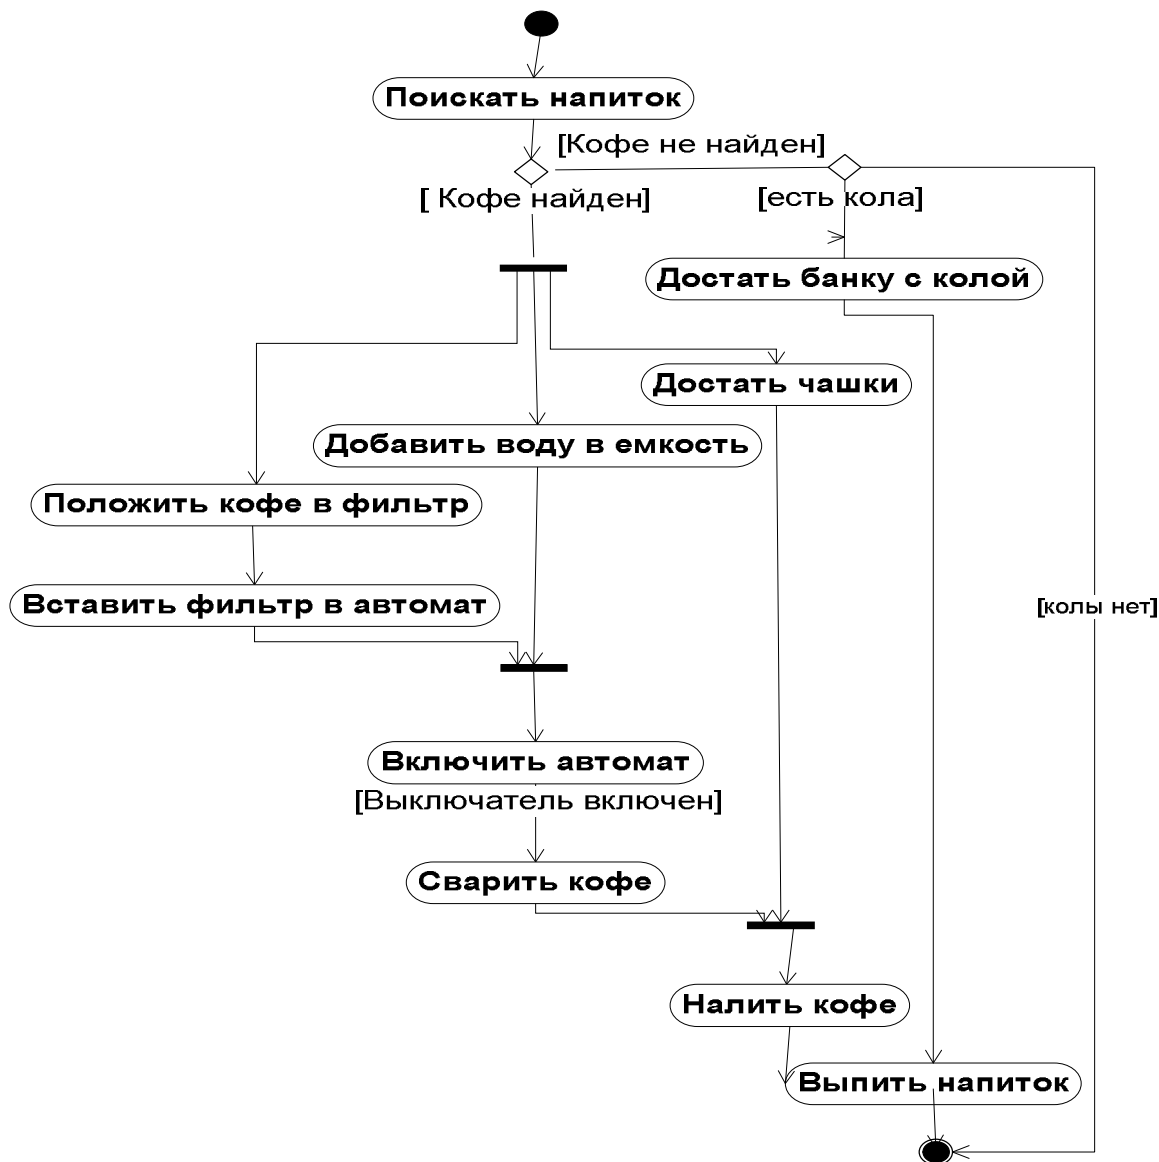 Поискать напиток
[Кофе не найден]
[ Кофе найден]
[есть кола]
Достать банку с колой
Достать чашки
Добавить воду в емкость
Положить кофе в фильтр
Вставить фильтр в автомат
[колы нет]
Включить автомат
[Выключатель включен]
Сварить кофе
Налить кофе
Выпить напиток